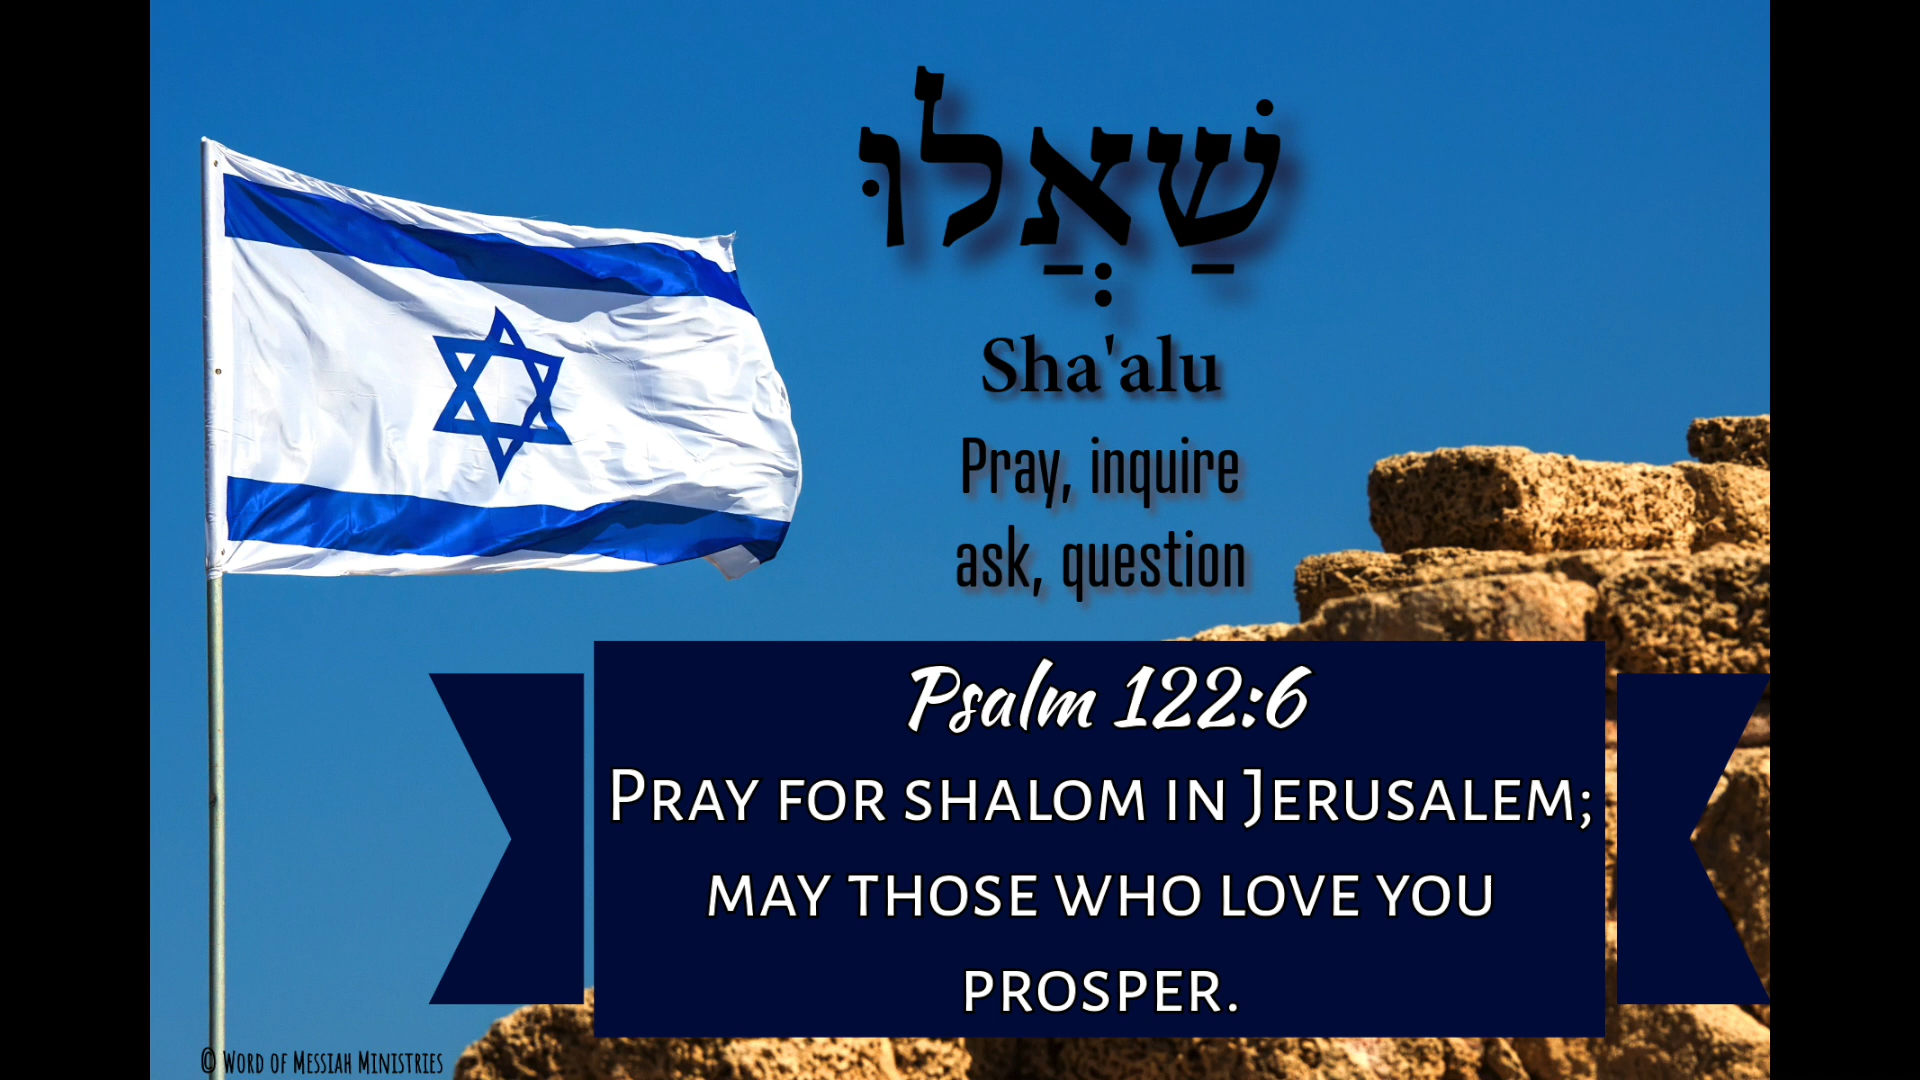 שַׁאֲלוּ
Sha'alu
Pray, inquire
ask, question
Psalm 122:6
Pray for shalom in Jerusalem;
may those who love you
prosper.
© Word of Messiah Ministries